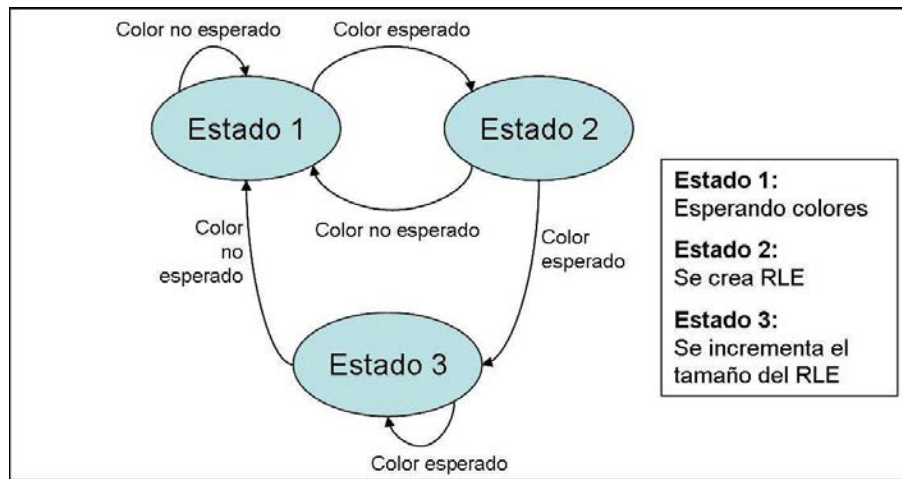 Color no esperado
Color esperado
Estado 1
Estado 2
Color no esperado
Color
no
esperado
Color
esperado
Estado 3
Color esperado
Estado 1:
Esperando colores
Estado 2:
Se crea RLE
Estado 3:
Se incrementa el
tamaño del RLE